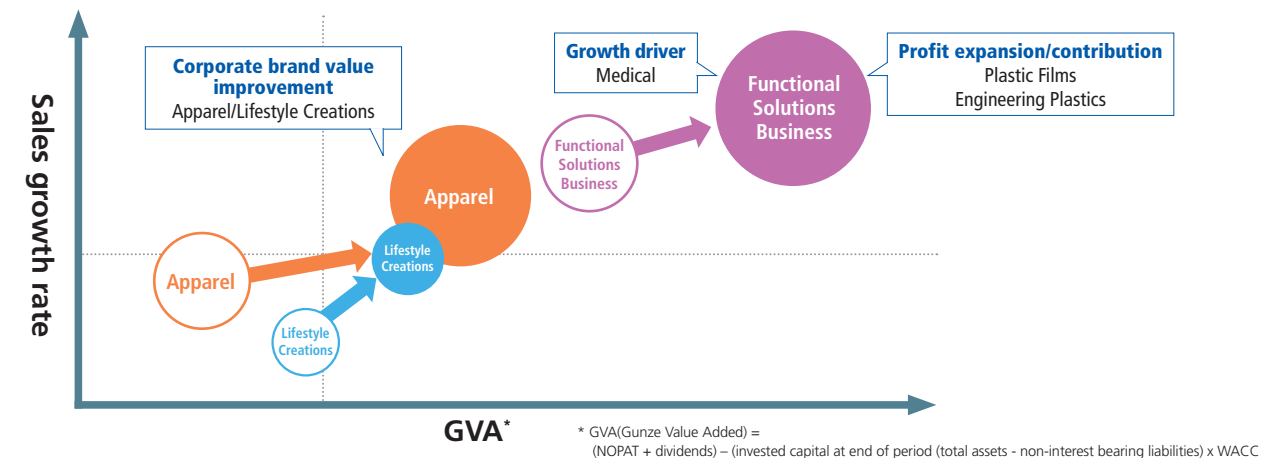 Sales growth rate
Corporate brand value
improvement
Apparel/Lifestyle Creations
Growth driver
Medical
Functional
Solutions
Business
Profit expansion/contribution
Plastic Films
Engineering Plastics
Functional
Solutions
Business
Apparel
Lifestyle
Creations
Apparel
Lifestyle
Creations
GVA*
* GVA(Gunze Value Added) =
(NOPAT + dividends) – (invested capital at end of period (total assets - non-interest bearing liabilities) x WACC